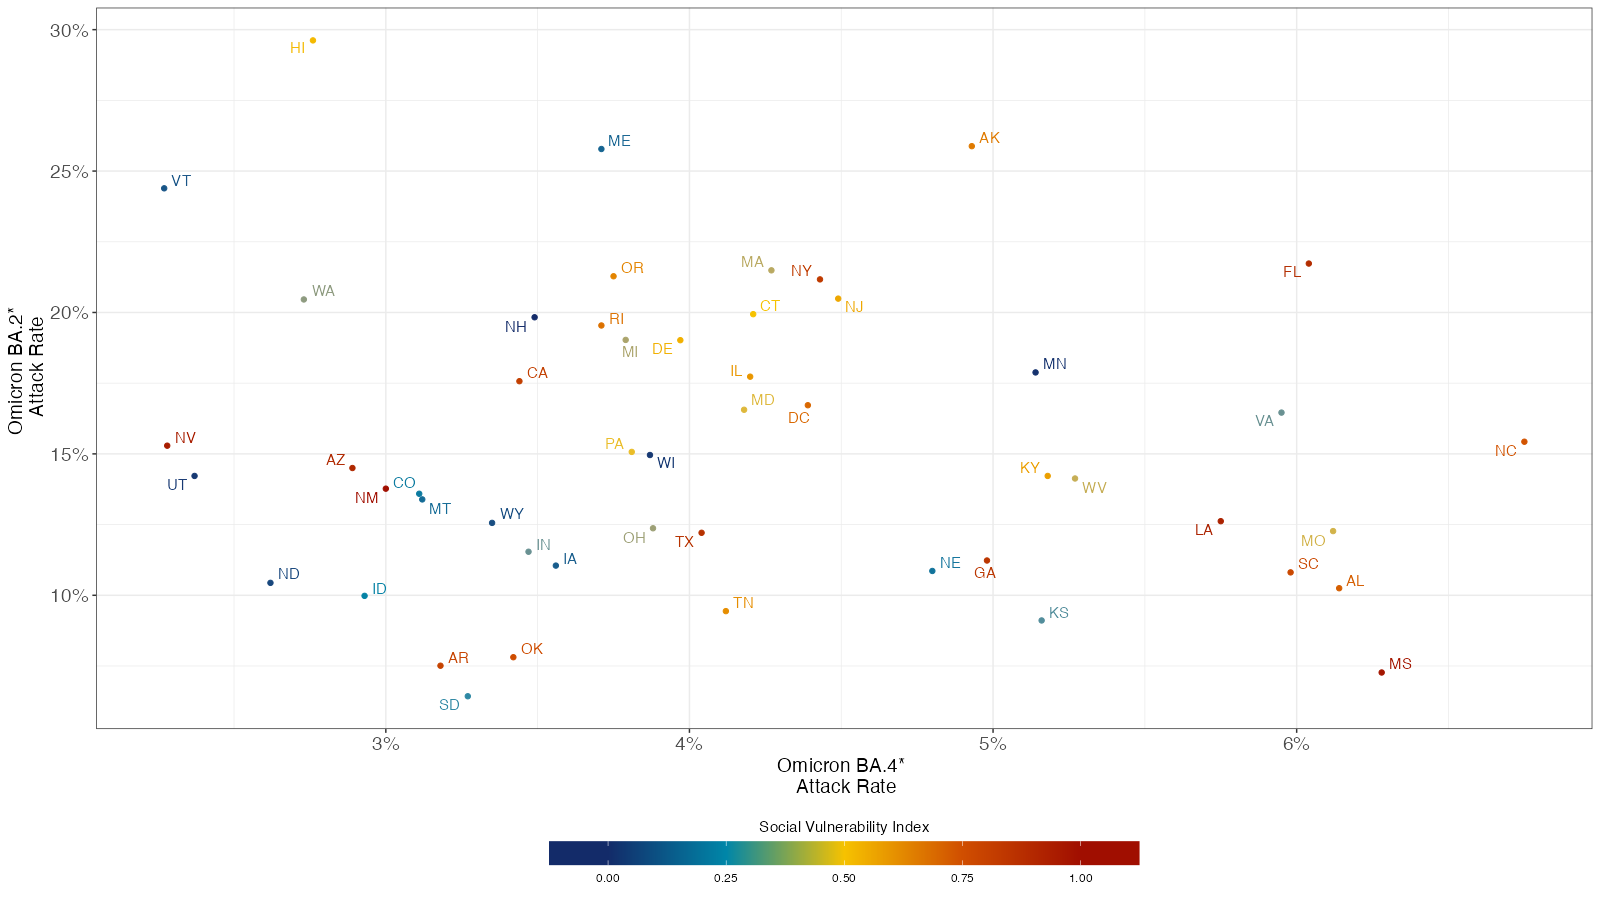 30%
HI
ME
AK
25%
VT
OR
MA
NY
FL
WA
CT
NJ
20%
NH
RI
MI
DE
CA
IL
MN
MD
DC
VA
NV
PA
NC
15%
AZ
WI
KY
UT
CO
NM
WV
MT
WY
LA
OH
TX
IN
MO
IA
NE
GA
SC
ND
ID
AL
10%
TN
KS
AR
OK
MS
SD
Omicron BA.2*
Attack Rate
3%
4%
5%
6%
Omicron BA.4*
Attack Rate
Social Vulnerability Index
0.00
0.25
0.50
0.75
1.00